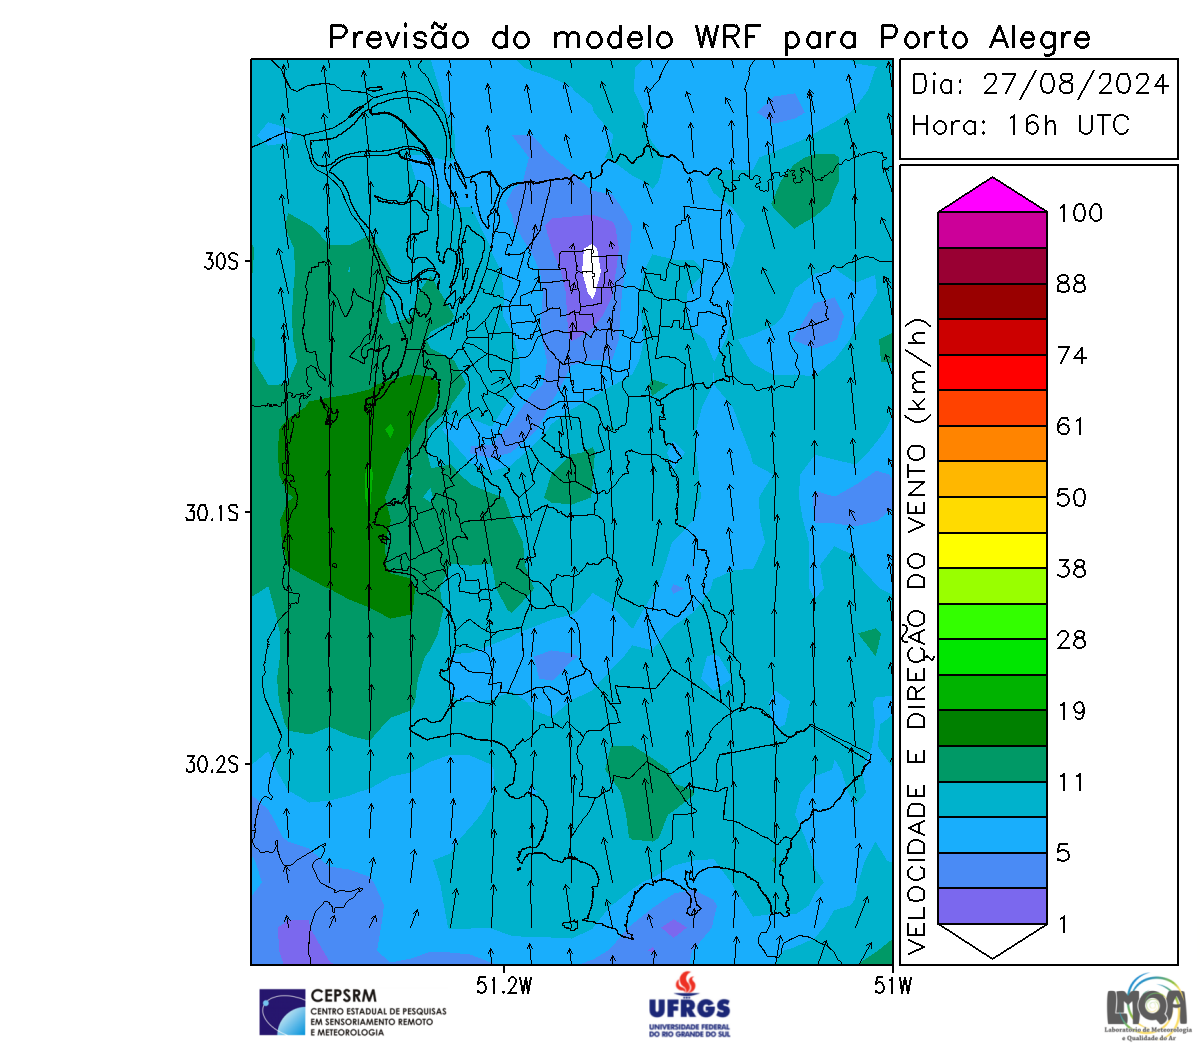 Previsão do modelo WRF para Porto Alegre
Dia: 27/08/2024
Hora: 16h UTC
30S
30.1S
30.2S
51.2W
51W
VELOCIDADE E DIREÇÃO DO VENTO (km/h)
100
88
74
61
50
38
28
19
11
5
1
CEPSRM
CENTRO ESTADUAL DE PESQUISAS
EM SENSORIAMENTO REMOTO
E METEOROLOGIA
UFRGS
UNIVERSIDADE FEDERAL
DO RIO GRANDE DO SUL
LMQA
Laboratório de Meteorologia
e Qualidade do Ar